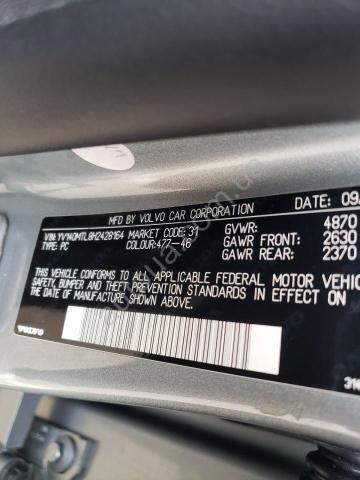 MFD BY VOLVO CAR CORPORATION
DATE: 09/
VIN: YV140MTL8H2428164 MARKET CODE:31
TYPE: PC
COLOUR:477-46
GVWR: 4870
GAWR FRONT: 2630
GAWR REAR: 2370
THIS VEHICLE CONFORMS TO ALL APPLICABLE FEDERAL MOTOR VEHIC
SAFETY, BUMPER AND THEFT PREVENTION STANDARDS IN EFFECT ON
DATE OF MANUFACTURE SHOWN ABOVE.
VOLVO